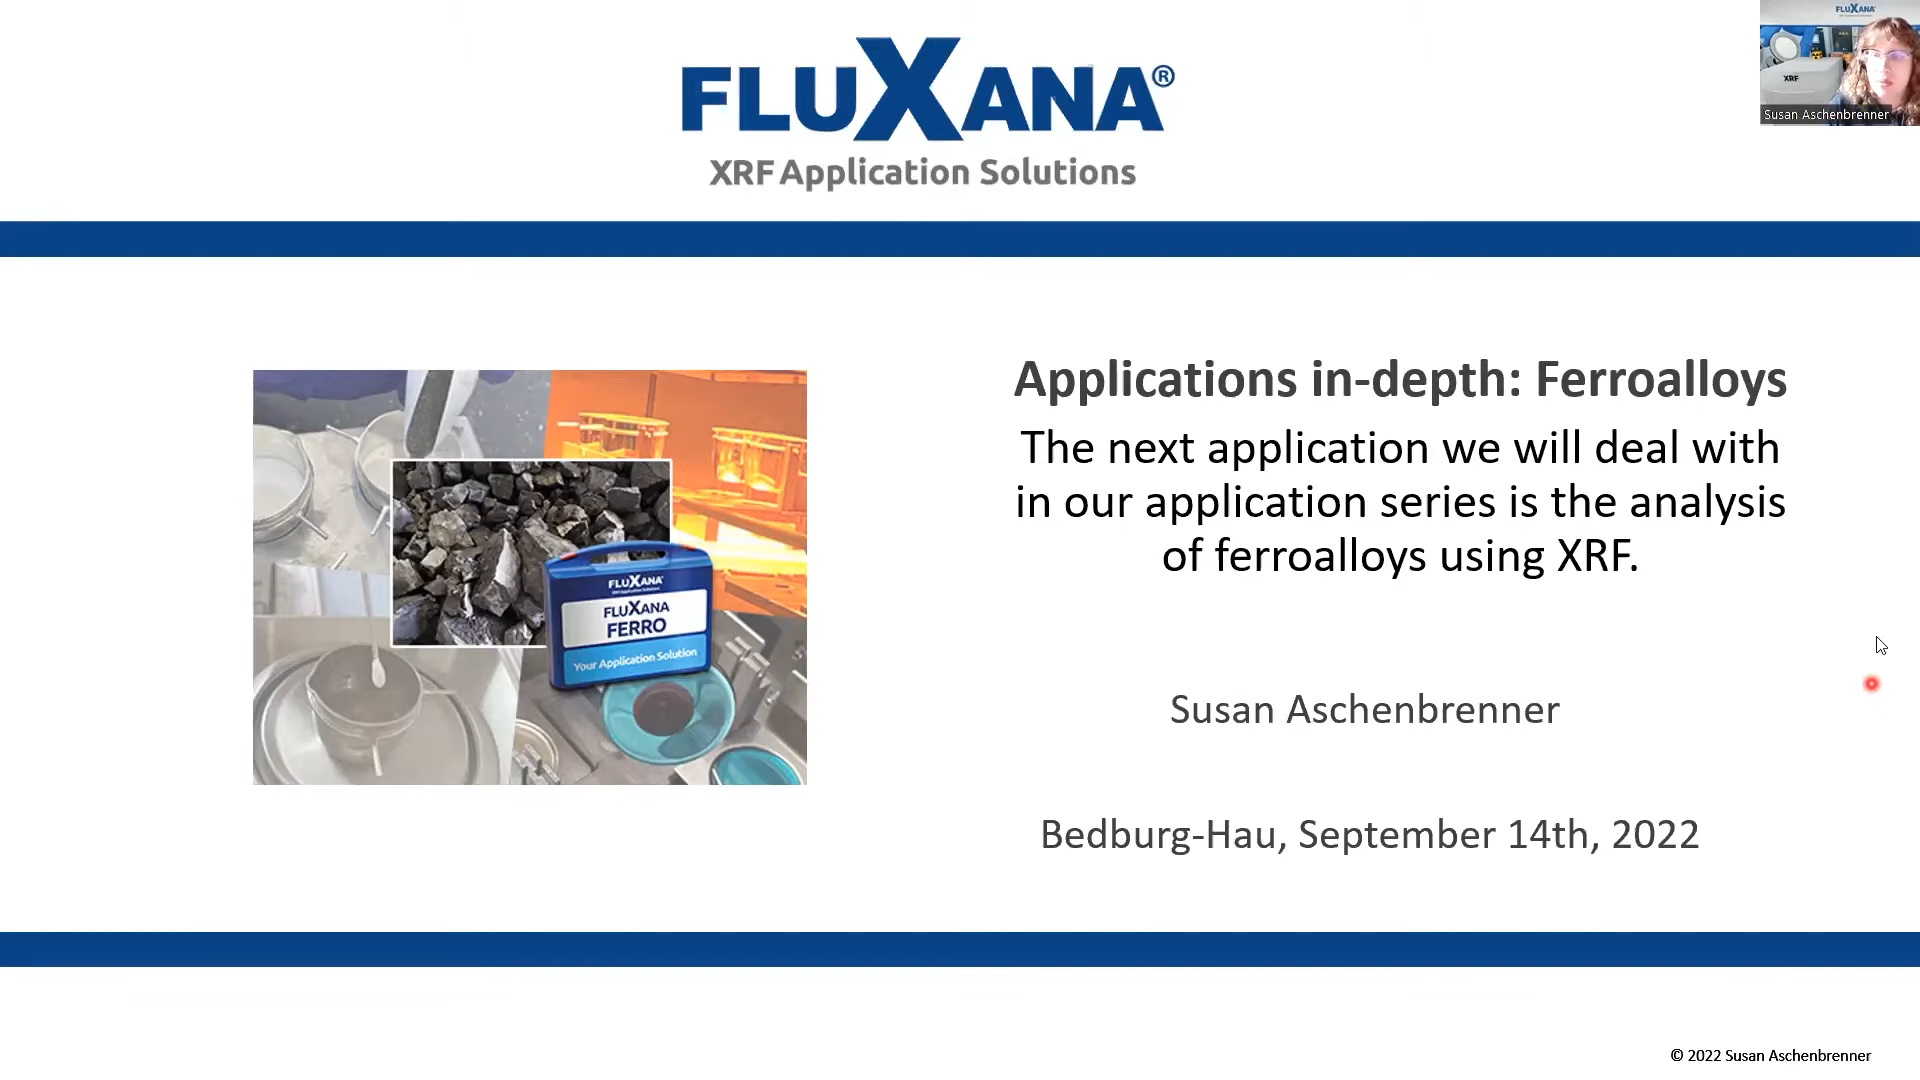 FLUXANA®
XRF Application Solutions
FLUXANA
XRF
Susan Aschenbrenner
Applications in-depth: Ferroalloys
The next application we will deal with
in our application series is the analysis
of ferroalloys using XRF.
FLUXANA
FLUXANA
FERRO
Your Application Solution
Susan Aschenbrenner
Bedburg-Hau, September 14th, 2022
© 2022 Susan Aschenbrenner